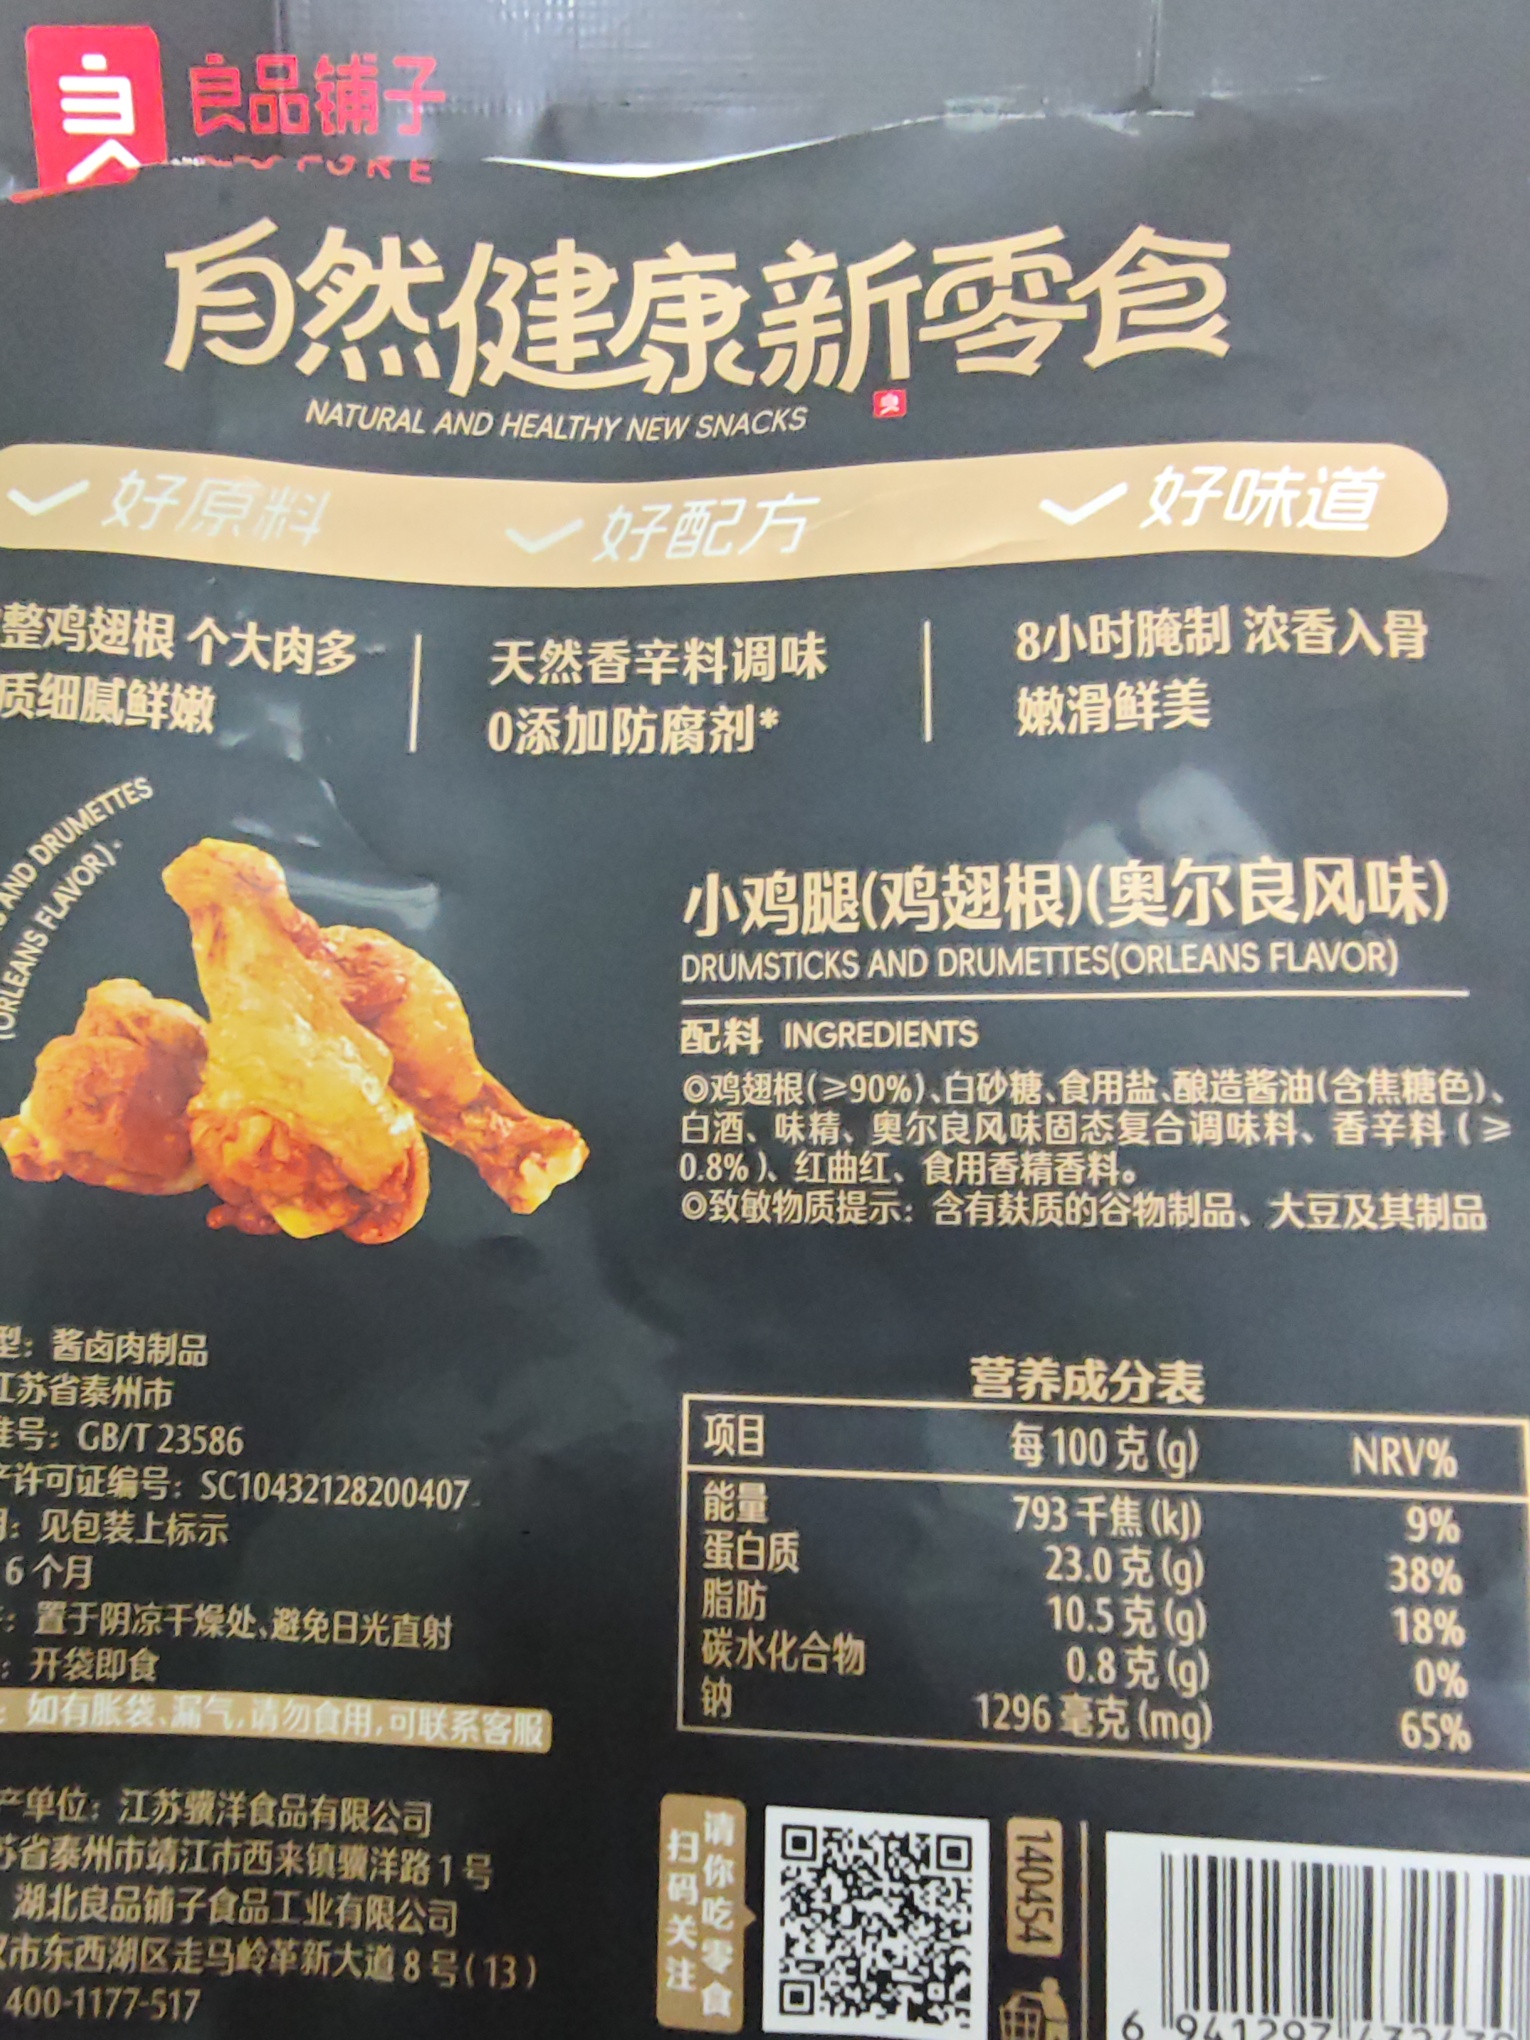 良品铺子
自然健康新零食
NATURAL AND HEALTHY NEW SNACKS
好原料 好配方 好味道
整鸡翅根 个大肉多
质细腻鲜嫩
天然香辛料调味
0添加防腐剂*
8小时腌制 浓香入骨
嫩滑鲜美
AND DRUMETTES
(ORLEANS FLAVOR).
小鸡腿(鸡翅根)(奥尔良风味)
DRUMSTICKS AND DRUMETTES(ORLEANS FLAVOR)
配料 INGREDIENTS
◎鸡翅根(≥90%)、白砂糖、食用盐、酿造酱油(含焦糖色)、
白酒、味精、奥尔良风味固态复合调味料、香辛料(≥
0.8%)、红曲红、食用香精香料。
◎致敏物质提示：含有麸质的谷物制品、大豆及其制品
型：酱卤肉制品
江苏省泰州市
准号：GB/T 23586
产许可证编号：SC10432128200407
期：见包装上标示
6个月
：置于阴凉干燥处、避免日光直射
：开袋即食
：如有胀袋、漏气,请勿食用,可联系客服
产单位：江苏骥洋食品有限公司
苏省泰州市靖江市西来镇骥洋路1号
湖北良品铺子食品工业有限公司
汉市东西湖区走马岭革新大道8号(13)
400-1177-517
营养成分表
项目 每100克(g) NRV%
能量 793千焦(kJ) 9%
蛋白质 23.0克(g) 38%
脂肪 10.5克(g) 18%
碳水化合物 0.8克(g) 0%
钠 1296毫克(mg) 65%
请你吃零食
扫码关注
140454
6 941297